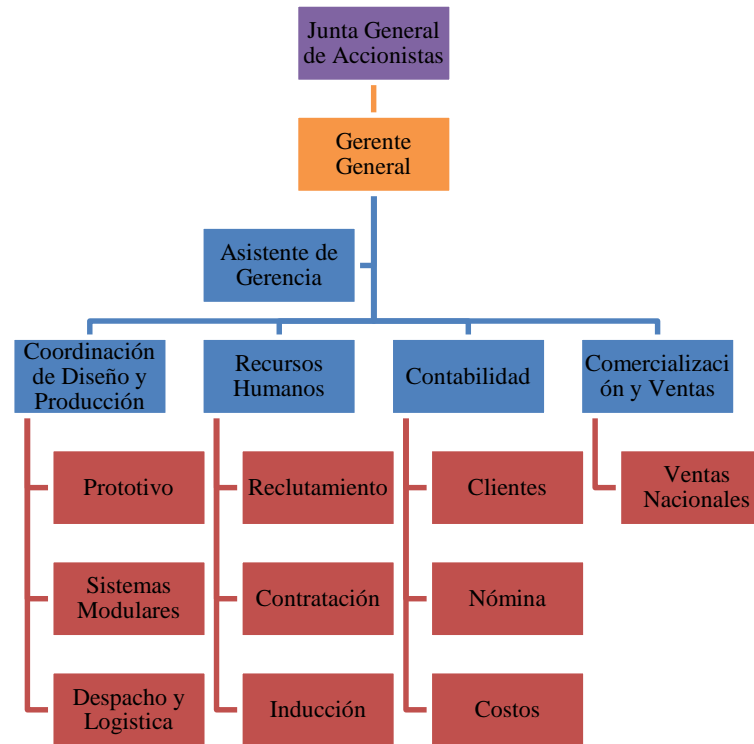 Junta General
de Accionistas
Gerente
General
Asistente de
Gerencia
Coordinación
de Diseño y
Producción
Recursos
Humanos
Contabilidad
Comercializaci
ón y Ventas
Prototivo
Reclutamiento
Clientes
Ventas
Nacionales
Sistemas
Modulares
Contratación
Nómina
Despacho y
Logistica
Inducción
Costos